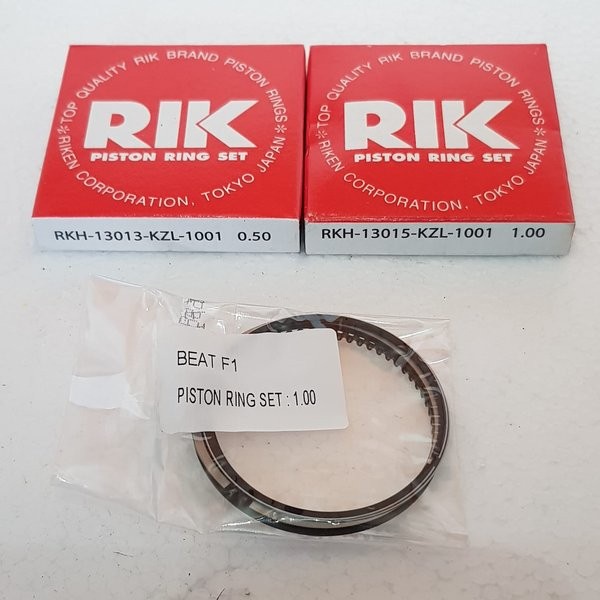 *TOP QUALITY RIK BRAND PISTON RINGS*
RIK
PISTON RING SET
RIKEN CORPORATION, TOKYO JAPAN
RKH-13013-KZL-1001 0.50
*TOP QUALITY RIK BRAND PISTON RINGS*
RIK
PISTON RING SET
RIKEN CORPORATION, TOKYO JAPAN
RKH-13015-KZL-1001 1.00
BEAT F1
PISTON RING SET : 1.00